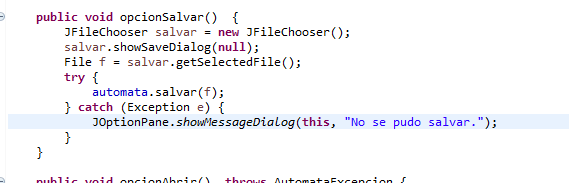 public void opcionSalvar()  {
JFileChooser salvar = new JFileChooser();
salvar.showSaveDialog(null);
File f = salvar.getSelectedFile();
try {
automata.salvar(f);
} catch (Exception e) {
JOptionPane.showMessageDialog(this, "No se pudo salvar.");
}
}
public void opcionAbrir()  throws AutomataExcepcion {